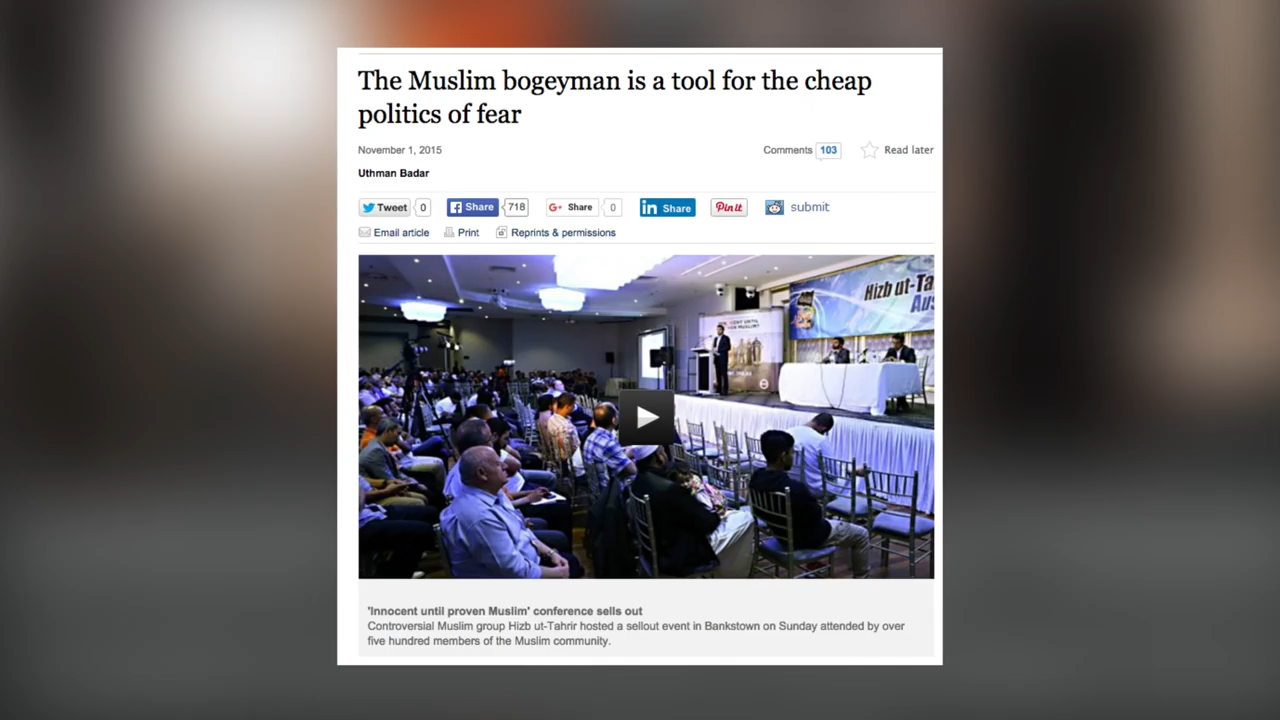 The Muslim bogeyman is a tool for the cheap
politics of fear
November 1, 2015
Comments 103 Read later
Uthman Badar
Tweet 0 Share 718 Share 0 in Share Pin it submit
Email article Print Reprints & permissions
Hizb ut-Ta
Aus
'Innocent until proven Muslim' conference sells out
Controversial Muslim group Hizb ut-Tahrir hosted a sellout event in Bankstown on Sunday attended by over
five hundred members of the Muslim community.